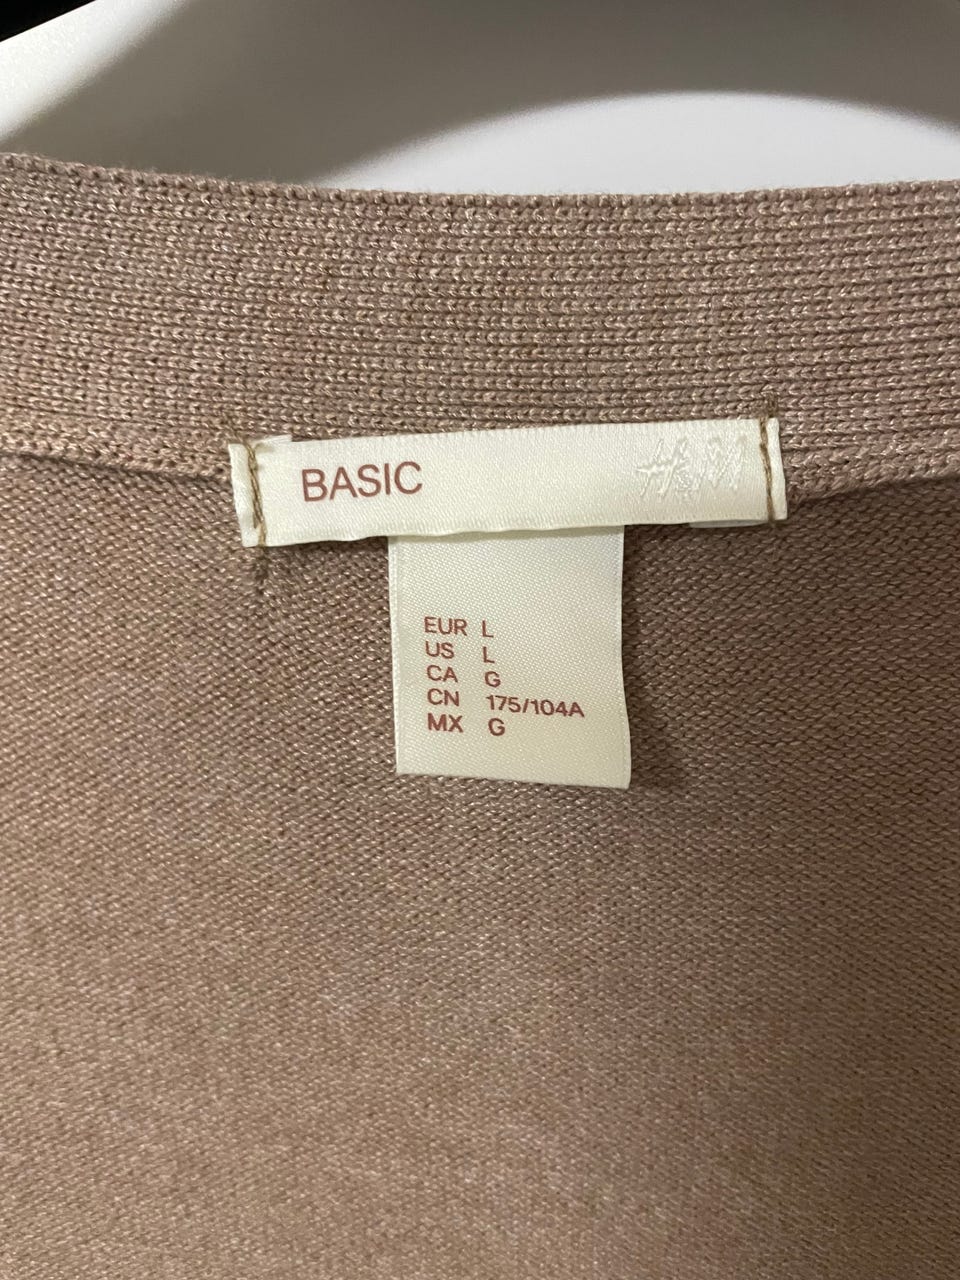 BASIC H&M
EUR L
US L
CA G
CN 175/104A
MX G